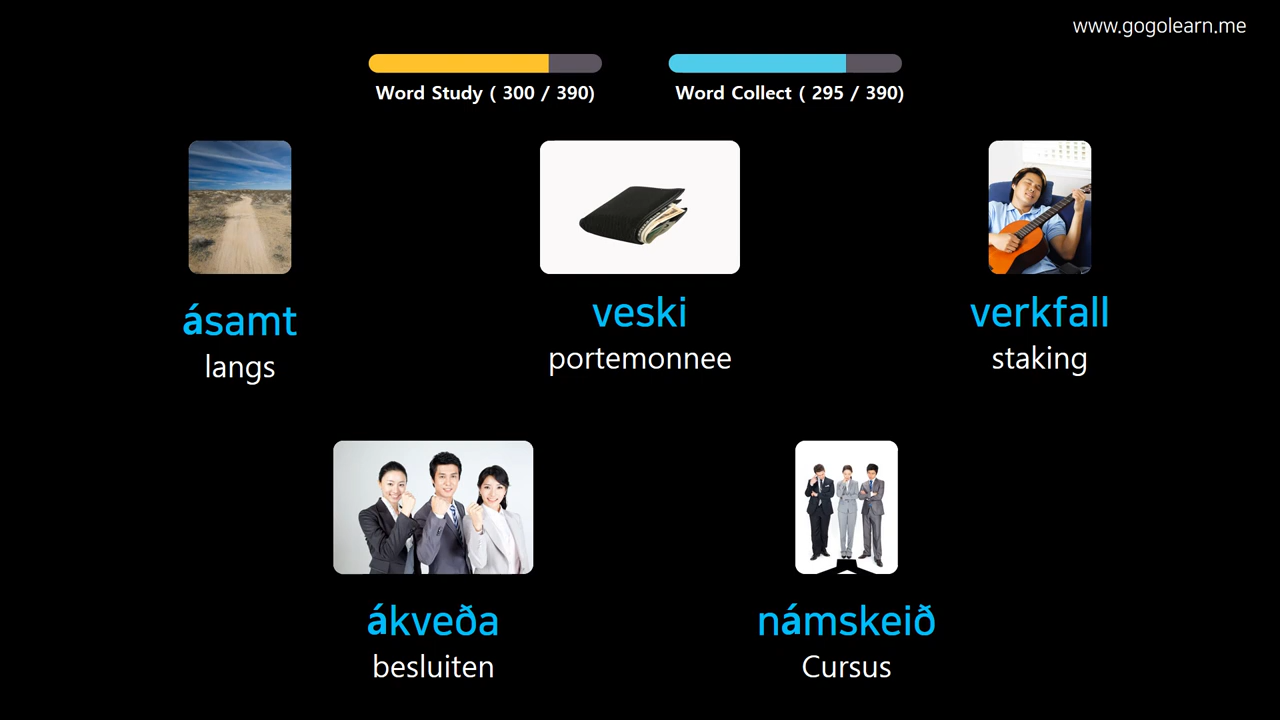 www.gogolearn.me
Word Study ( 300 / 390)
Word Collect ( 295 / 390)
ásamt
langs
veski
portemonnee
verkfall
staking
ákveða
besluiten
námskeið
Cursus